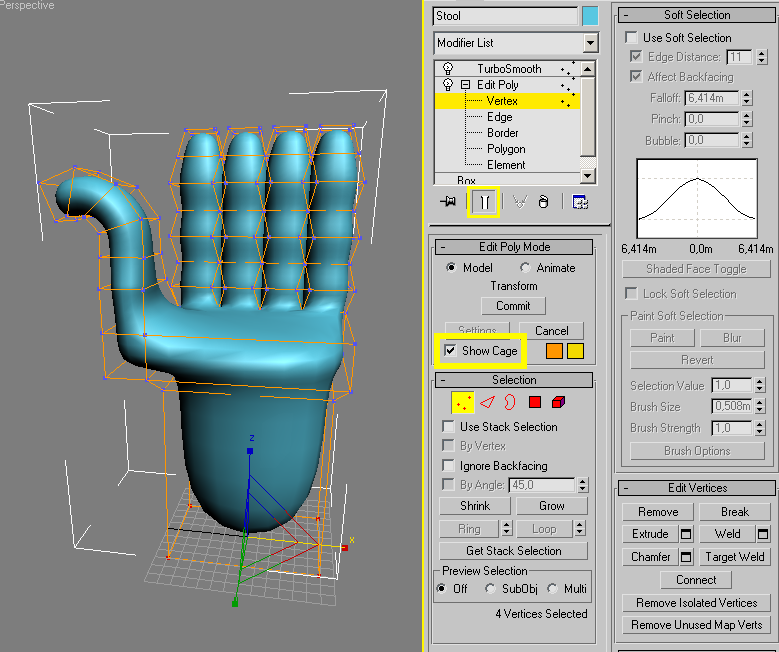 Perspective
z
x
Stool
Modifier List
TurboSmooth
Edit Poly
Vertex
Edge
Border
Polygon
Element
Box
- Edit Poly Mode
Model Animate
Transform
Commit
Settings Cancel
Show Cage
- Selection
Use Stack Selection
By Vertex
Ignore Backfacing
By Angle: 45,0
Shrink Grow
Ring Loop
Get Stack Selection
Preview Selection
Off SubObj Multi
4 Vertices Selected
- Soft Selection
Use Soft Selection
Edge Distance: 11
Affect Backfacing
Falloff: 6,414m
Pinch: 0,0
Bubble: 0,0
6,414m 0,0m 6,414m
Shaded Face Toggle
Lock Soft Selection
Paint Soft Selection
Paint Blur
Revert
Selection Value 1,0
Brush Size 0,508m
Brush Strength 1,0
Brush Options
- Edit Vertices
Remove Break
Extrude Weld
Chamfer Target Weld
Connect
Remove Isolated Vertices
Remove Unused Map Verts